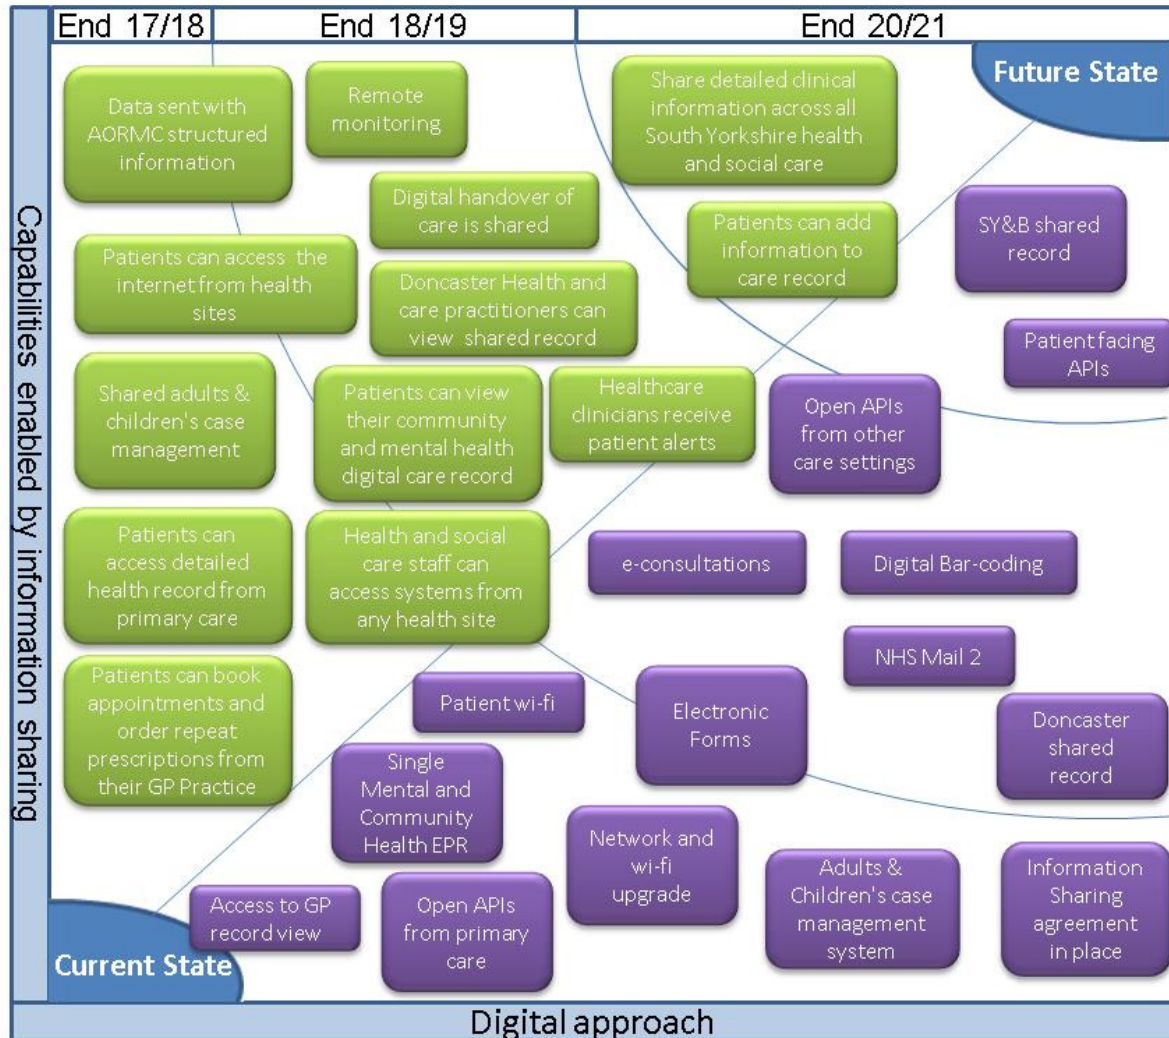 End 17/18
End 18/19
End 20/21
Future State
Capabilities enabled by information sharing
Data sent with
AORMC structured
information
Remote
monitoring
Share detailed clinical
information across all
South Yorkshire health
and social care
Digital handover of
care is shared
Patients can add
information to
care record
SY&B shared
record
Patients can access the
internet from health
sites
Doncaster Health and
care practitioners can
view shared record
Patient facing
APIs
Shared adults &
children's case
management
Patients can view
their community
and mental health
digital care record
Healthcare
clinicians receive
patient alerts
Open APIs
from other
care settings
Patients can
access detailed
health record from
primary care
Health and social
care staff can
access systems from
any health site
e-consultations
Digital Bar-coding
NHS Mail 2
Patients can book
appointments and
order repeat
prescriptions from
their GP Practice
Patient wi-fi
Electronic
Forms
Doncaster
shared
record
Single
Mental and
Community
Health EPR
Network and
wi-fi
upgrade
Adults &
Children's case
management
system
Information
Sharing
agreement
in place
Access to GP
record view
Open APIs
from primary
care
Current State
Digital approach